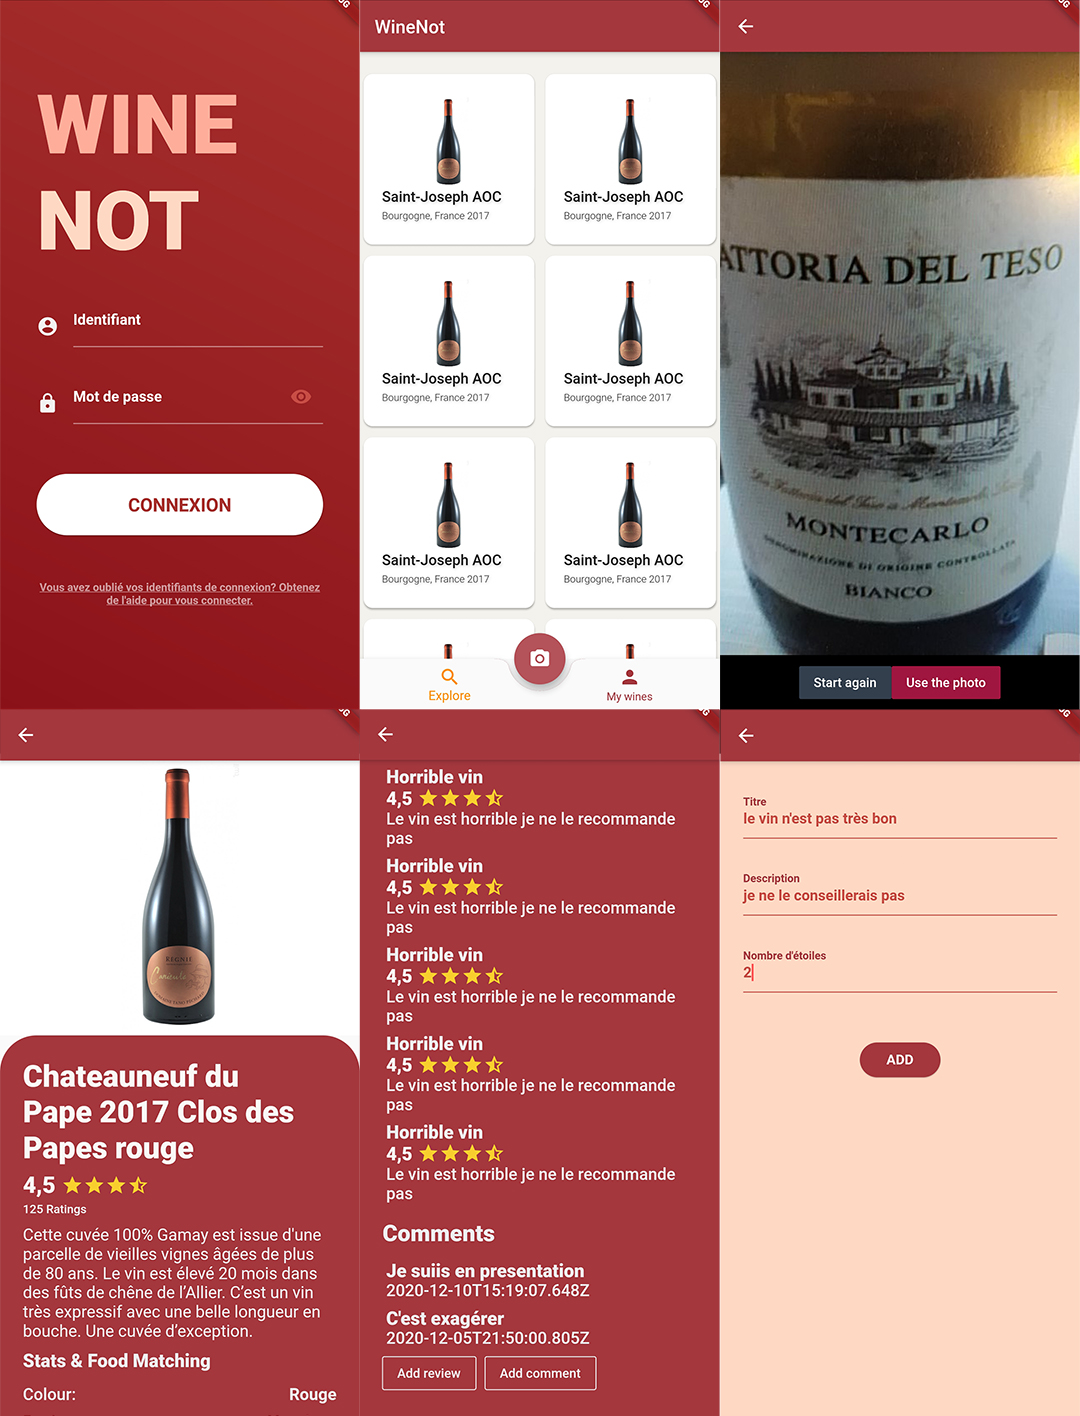 WINE
NOT
Identifiant
Mot de passe
CONNEXION
Vous avez oublié vos identifiants de connexion? Obtenez
de l'aide pour vous connecter.
WineNot
Saint-Joseph AOC
Bourgogne, France 2017
Saint-Joseph AOC
Bourgogne, France 2017
Saint-Joseph AOC
Bourgogne, France 2017
Saint-Joseph AOC
Bourgogne, France 2017
Saint-Joseph AOC
Bourgogne, France 2017
Saint-Joseph AOC
Bourgogne, France 2017
Explore
My wines
ATTORIA DEL TESO
MONTECARLO
DENOMINAZIONE DI ORIGINE CONTROLLATA
BIANCO
Start again
Use the photo
REGNIE
Chateauneuf du
Pape 2017 Clos des
Papes rouge
4,5
125 Ratings
Cette cuvée 100% Gamay est issue d'une
parcelle de vieilles vignes âgées de plus
de 80 ans. Le vin est élevé 20 mois dans
des fûts de chêne de l’Allier. C’est un vin
très expressif avec une belle longueur en
bouche. Une cuvée d’exception.
Stats & Food Matching
Colour: Rouge
Horrible vin
4,5
Le vin est horrible je ne le recommande
pas
Horrible vin
4,5
Le vin est horrible je ne le recommande
pas
Horrible vin
4,5
Le vin est horrible je ne le recommande
pas
Horrible vin
4,5
Le vin est horrible je ne le recommande
pas
Horrible vin
4,5
Le vin est horrible je ne le recommande
pas
Comments
Je suiis en presentation
2020-12-10T15:19:07.648Z
C'est exagérer
2020-12-05T21:50:00.805Z
Add review
Add comment
Titre
le vin n'est pas très bon
Description
je ne le conseillerais pas
Nombre d'étoiles
2
ADD